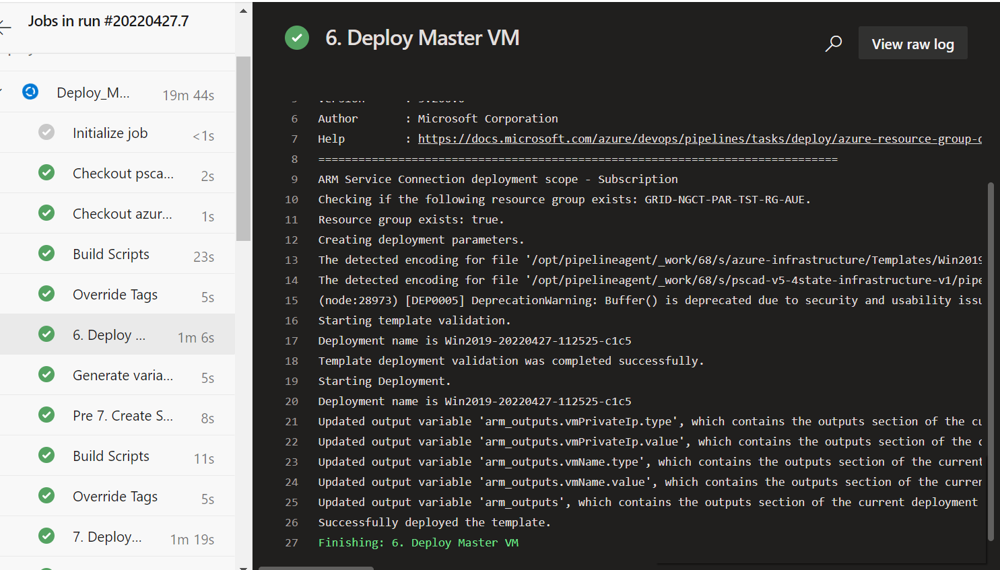 Jobs in run #20220427.7
Deploy_M... 19m 44s
Initialize job <1s
Checkout psca... 2s
Checkout azur... 1s
Build Scripts 23s
Override Tags 5s
6. Deploy ... 1m 6s
Generate varia... 5s
Pre 7. Create S... 8s
Build Scripts 11s
Override Tags 5s
7. Deploy... 1m 19s
6. Deploy Master VM
View raw log
6 Author : Microsoft Corporation
7 Help : https://docs.microsoft.com/azure/devops/pipelines/tasks/deploy/azure-resource-group-d
8 ==============================================================================
9 ARM Service Connection deployment scope - Subscription
10 Checking if the following resource group exists: GRID-NGCT-PAR-TST-RG-AUE.
11 Resource group exists: true.
12 Creating deployment parameters.
13 The detected encoding for file '/opt/pipelineagent/_work/68/s/azure-infrastructure/Templates/Win2019
14 The detected encoding for file '/opt/pipelineagent/_work/68/s/pscad-v5-4state-infrastructure-v1/pipe
15 (node:28973) [DEP0005] DeprecationWarning: Buffer() is deprecated due to security and usability issu
16 Starting template validation.
17 Deployment name is Win2019-20220427-112525-c1c5
18 Template deployment validation was completed successfully.
19 Starting Deployment.
20 Deployment name is Win2019-20220427-112525-c1c5
21 Updated output variable 'arm_outputs.vmPrivateIp.type', which contains the outputs section of the cu
22 Updated output variable 'arm_outputs.vmPrivateIp.value', which contains the outputs section of the c
23 Updated output variable 'arm_outputs.vmName.type', which contains the outputs section of the current
24 Updated output variable 'arm_outputs.vmName.value', which contains the outputs section of the curren
25 Updated output variable 'arm_outputs', which contains the outputs section of the current deployment
26 Successfully deployed the template.
27 Finishing: 6. Deploy Master VM